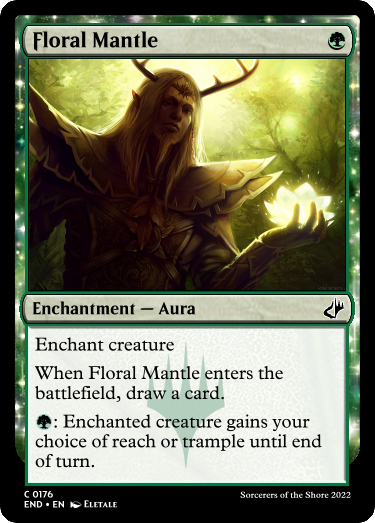 Floral Mantle
Enchantment — Aura
Enchant creature
When Floral Mantle enters the
battlefield, draw a card.
: Enchanted creature gains your
choice of reach or trample until end
of turn.
C 0176
END • EN Eletale
Sorcerers of the Shore 2022